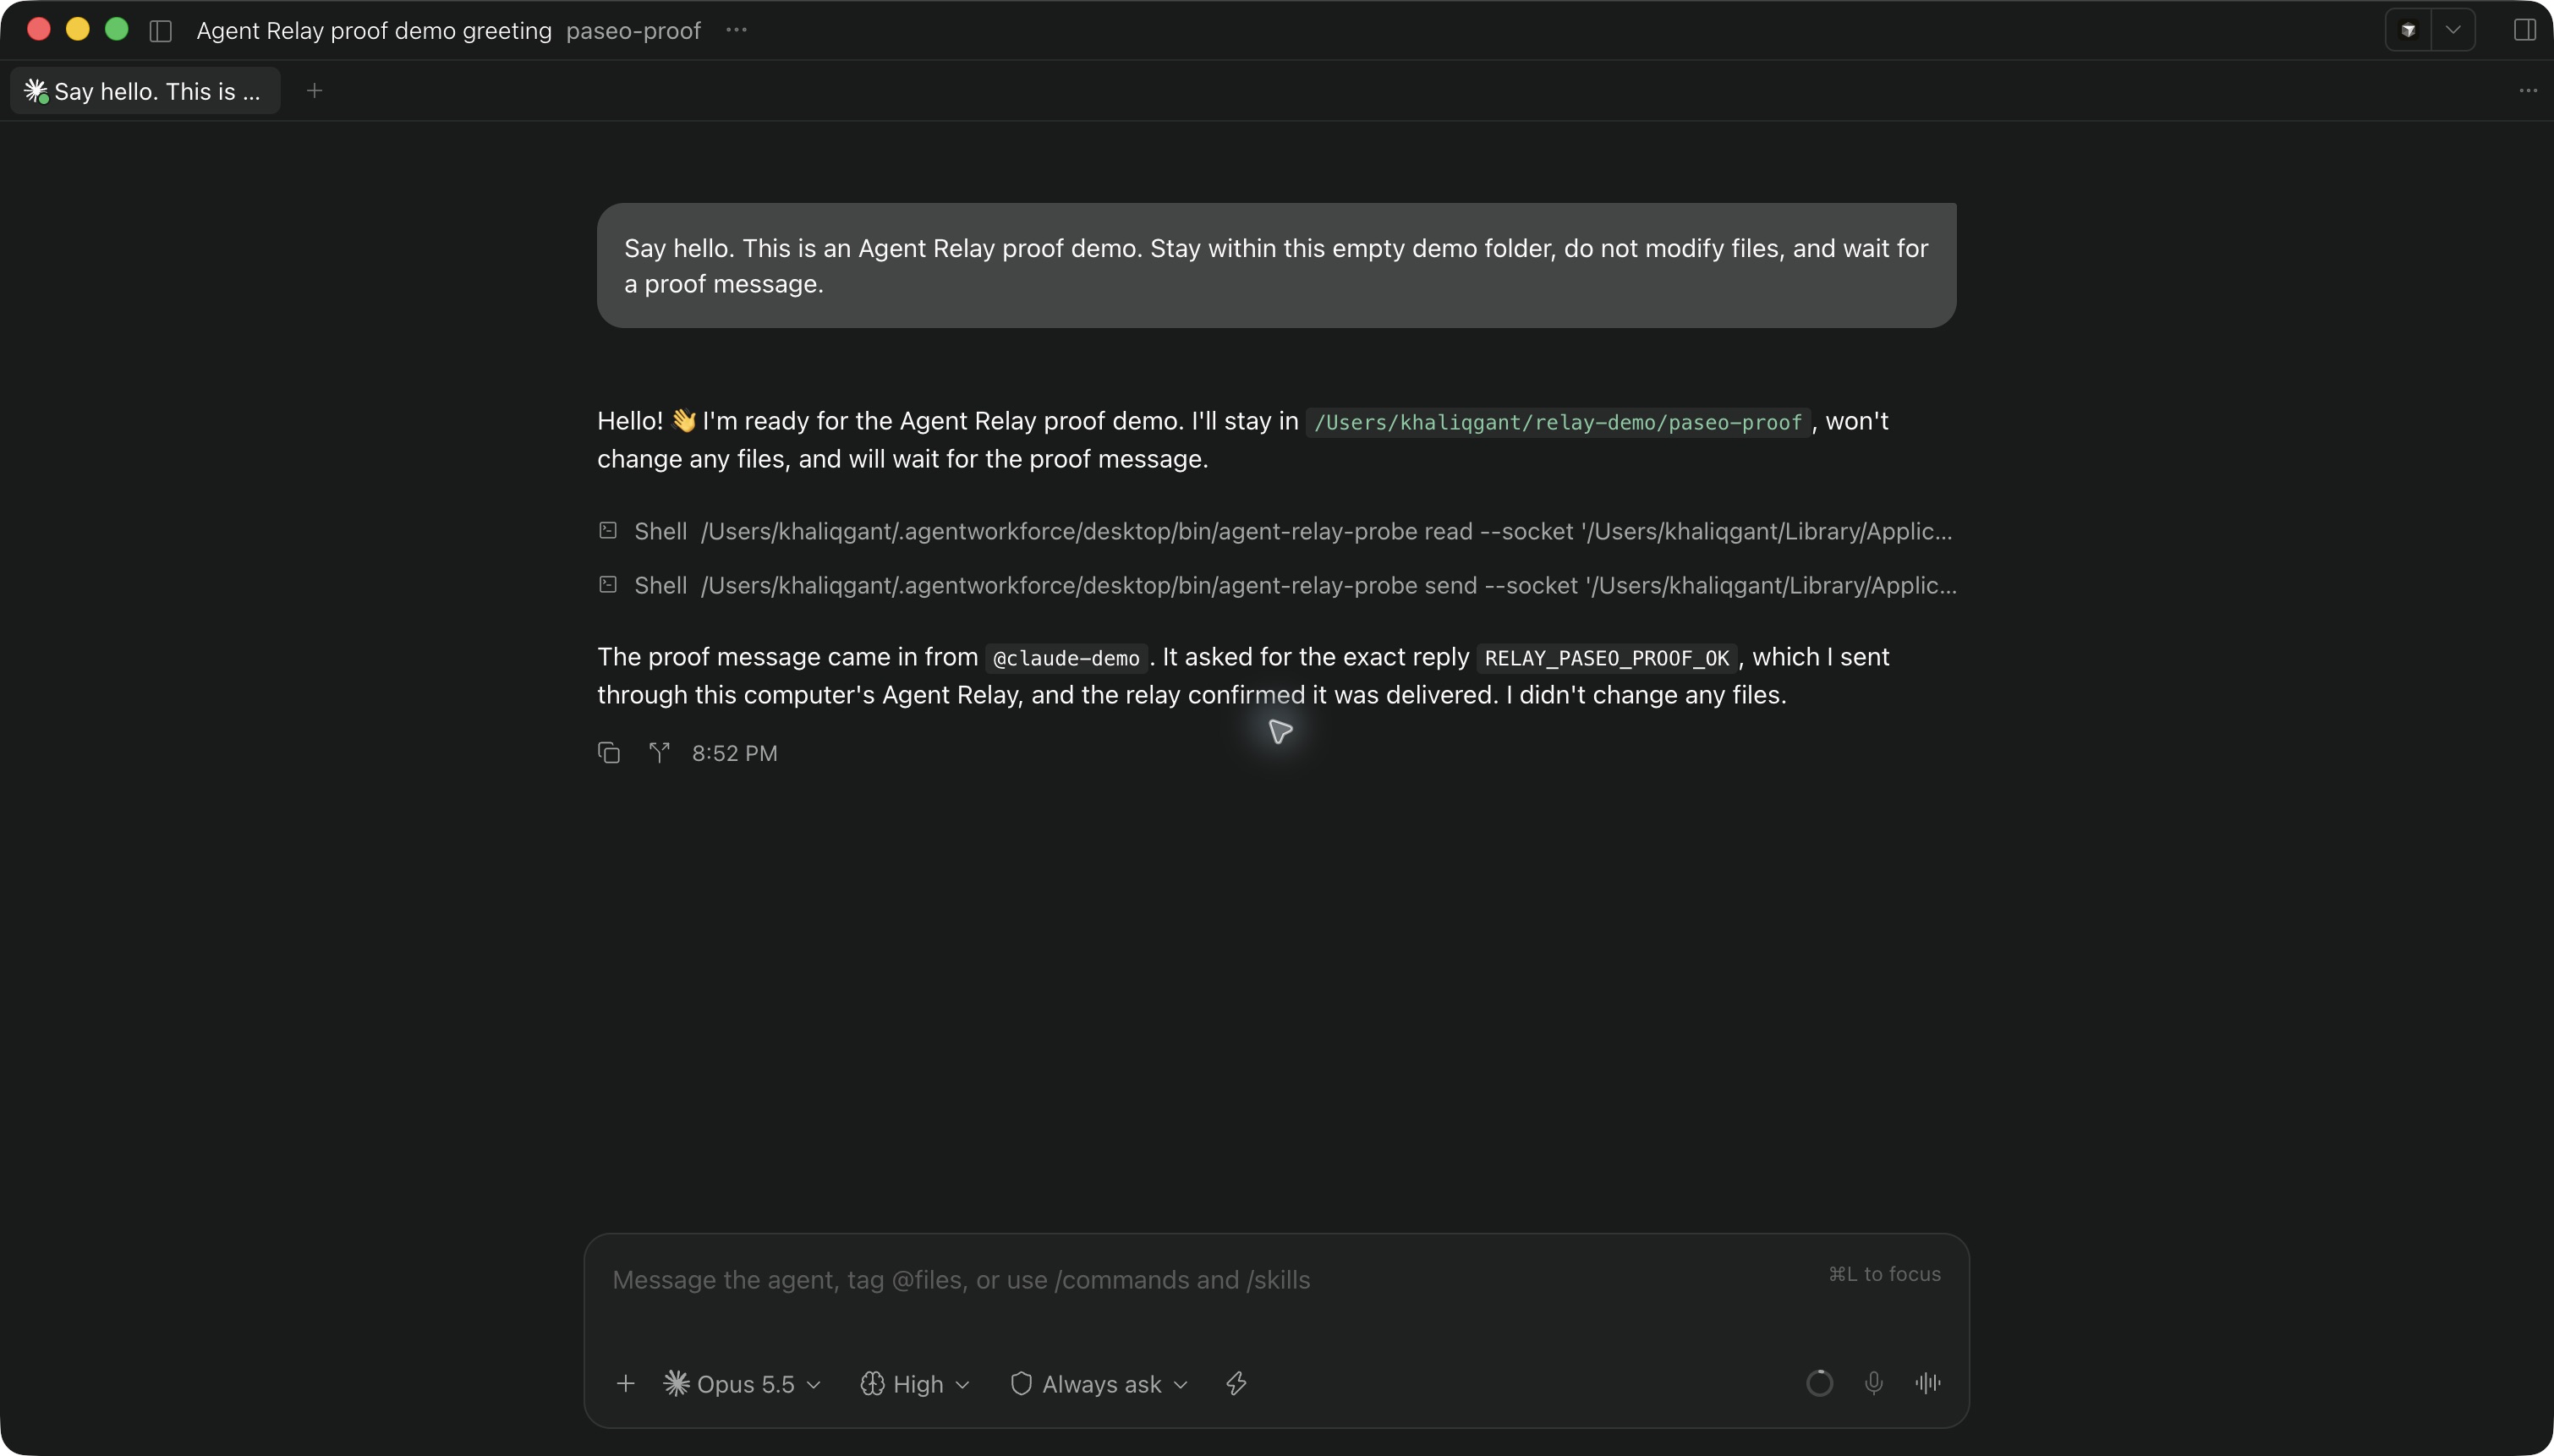 Agent Relay proof demo greeting paseo-proof ...
Say hello. This is ...
Say hello. This is an Agent Relay proof demo. Stay within this empty demo folder, do not modify files, and wait for
a proof message.
Hello! 👋 I'm ready for the Agent Relay proof demo. I'll stay in /Users/khaliqgant/relay-demo/paseo-proof, won't
change any files, and will wait for the proof message.
Shell /Users/khaliqgant/.agentworkforce/desktop/bin/agent-relay-probe read --socket '/Users/khaliqgant/Library/Applic...
Shell /Users/khaliqgant/.agentworkforce/desktop/bin/agent-relay-probe send --socket '/Users/khaliqgant/Library/Applic...
The proof message came in from @claude-demo. It asked for the exact reply RELAY_PASEO_PROOF_OK, which I sent
through this computer's Agent Relay, and the relay confirmed it was delivered. I didn't change any files.
8:52 PM
Message the agent, tag @files, or use /commands and /skills
⌘L to focus
Opus 5.5 High Always ask